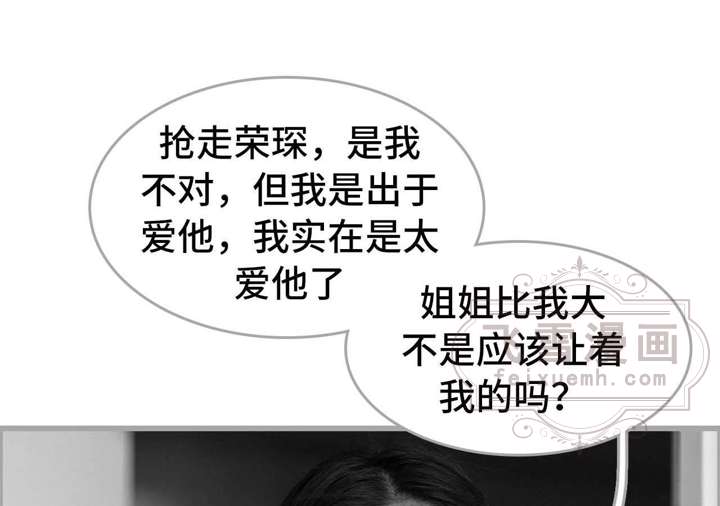 抢走荣琛，是我
不对，但我是出于
爱他，我实在是太
爱他了
姐姐比我大
不是应该让着
我的吗？
飞雪漫画
feixuemh.com